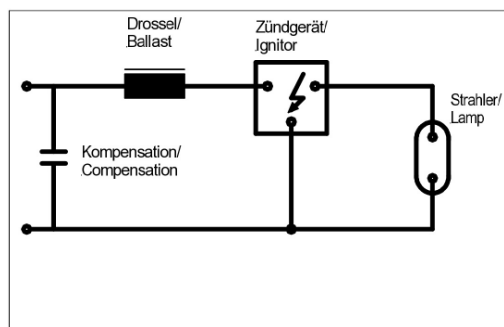 Drossel/
Ballast
Zündgerät/
Ignitor
Strahler/
Lamp
Kompensation/
Compensation